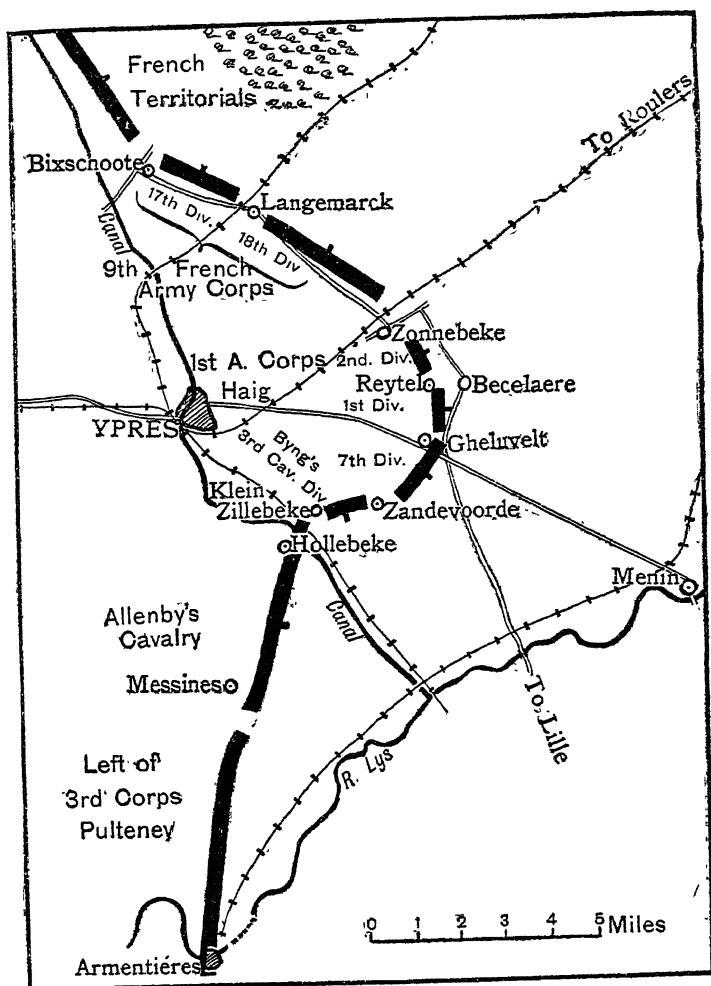 French
Territorials
To Roulers
Bixschoote
Langemarck
17th Div.
18th Div
Canal
9th French
Army Corps
Zonnebeke
1st A. Corps 2nd. Div.
Haig
Reytel
Becelaere
1st Div.
YPRES
Byng's
3rd Cav. Div
7th Div.
Gheluvelt
Klein
Zillebeke
Zandevoorde
Hollebeke
Menin
Canal
Allenby's
Cavalry
Messines
To Lille
Left of
3rd Corps
Pulteney
R. Lys
0 1 2 3 4 5 Miles
Armentiéres